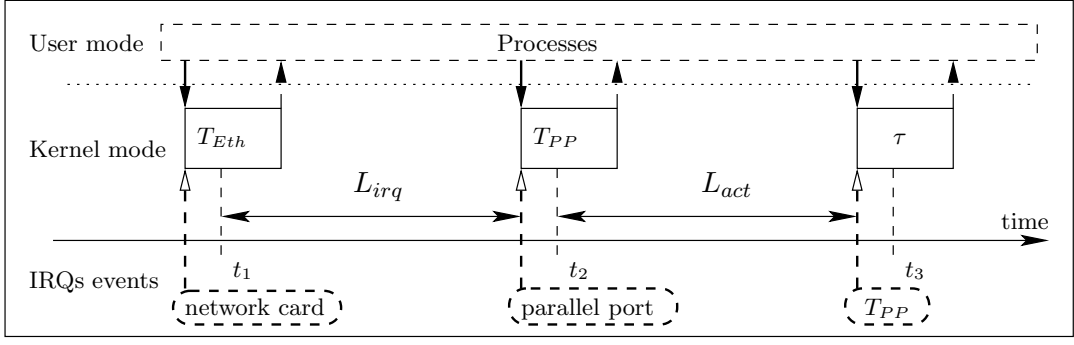 User mode
Processes
T_Eth
T_PP
τ
Kernel mode
L_irq
L_act
time
t_1
t_2
t_3
IRQs events
network card
parallel port
T_PP